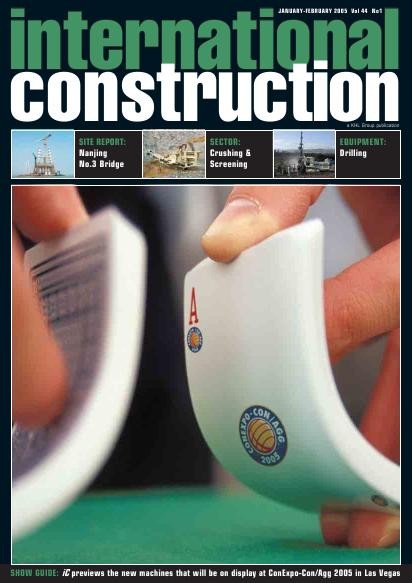 JANUARY-FEBRUARY 2005 Vol 44 No1
international
construction
a KHL Group publication
SITE REPORT:
Nanjing
No.3 Bridge
SECTOR:
Crushing &
Screening
EQUIPMENT:
Drilling
A
CONEXPO-CON/AGG
2005
SHOW GUIDE: iC previews the new machines that will be on display at ConExpo-Con/Agg 2005 in Las Vegas